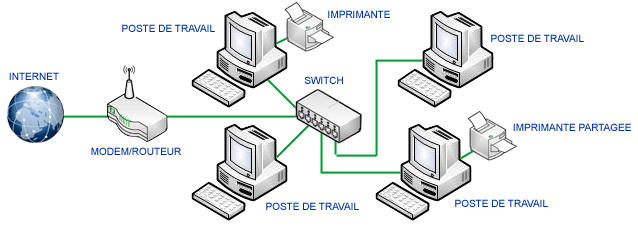 IMPRIMANTE
POSTE DE TRAVAIL
POSTE DE TRAVAIL
INTERNET
SWITCH
IMPRIMANTE PARTAGEE
MODEM/ROUTEUR
POSTE DE TRAVAIL
POSTE DE TRAVAIL